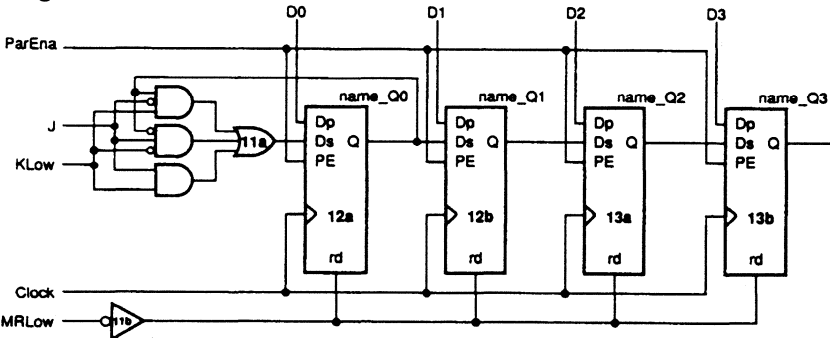 D0 D1 D2 D3
ParEna
name_Q0 name_Q1 name_Q2 name_Q3
Dp Dp Dp Dp
J 11a Ds Q Ds Q Ds Q Ds Q
KLow PE PE PE PE
12a 12b 13a 13b
rd rd rd rd
Clock
MRLow 11b